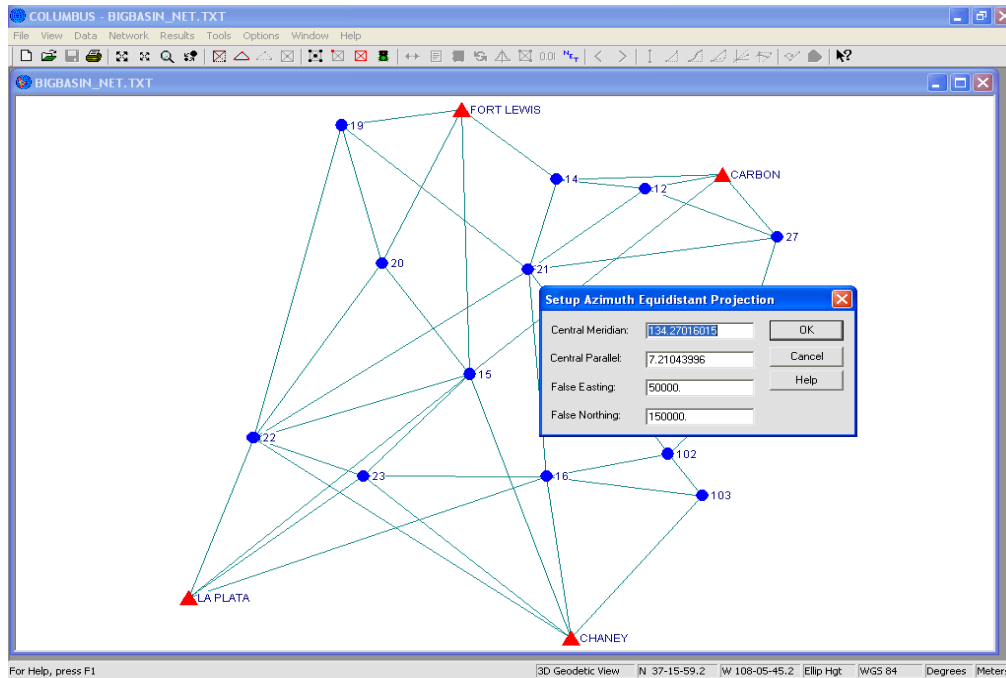 COLUMBUS - BIGBASIN_NET.TXT
File View Data Network Results Tools Options Window Help
0.01
BIGBASIN_NET.TXT
FORT LEWIS
19
14
CARBON
12
27
20
21
Setup Azimuth Equidistant Projection
Central Meridian: 134.27016015 OK
Central Parallel: 7.21043996 Cancel
False Easting: 50000. Help
False Northing: 150000.
15
22
102
23
16
103
LA PLATA
CHANEY
For Help, press F1 3D Geodetic View N 37-15-59.2 W 108-05-45.2 Ellip Hgt WGS 84 Degrees Meters